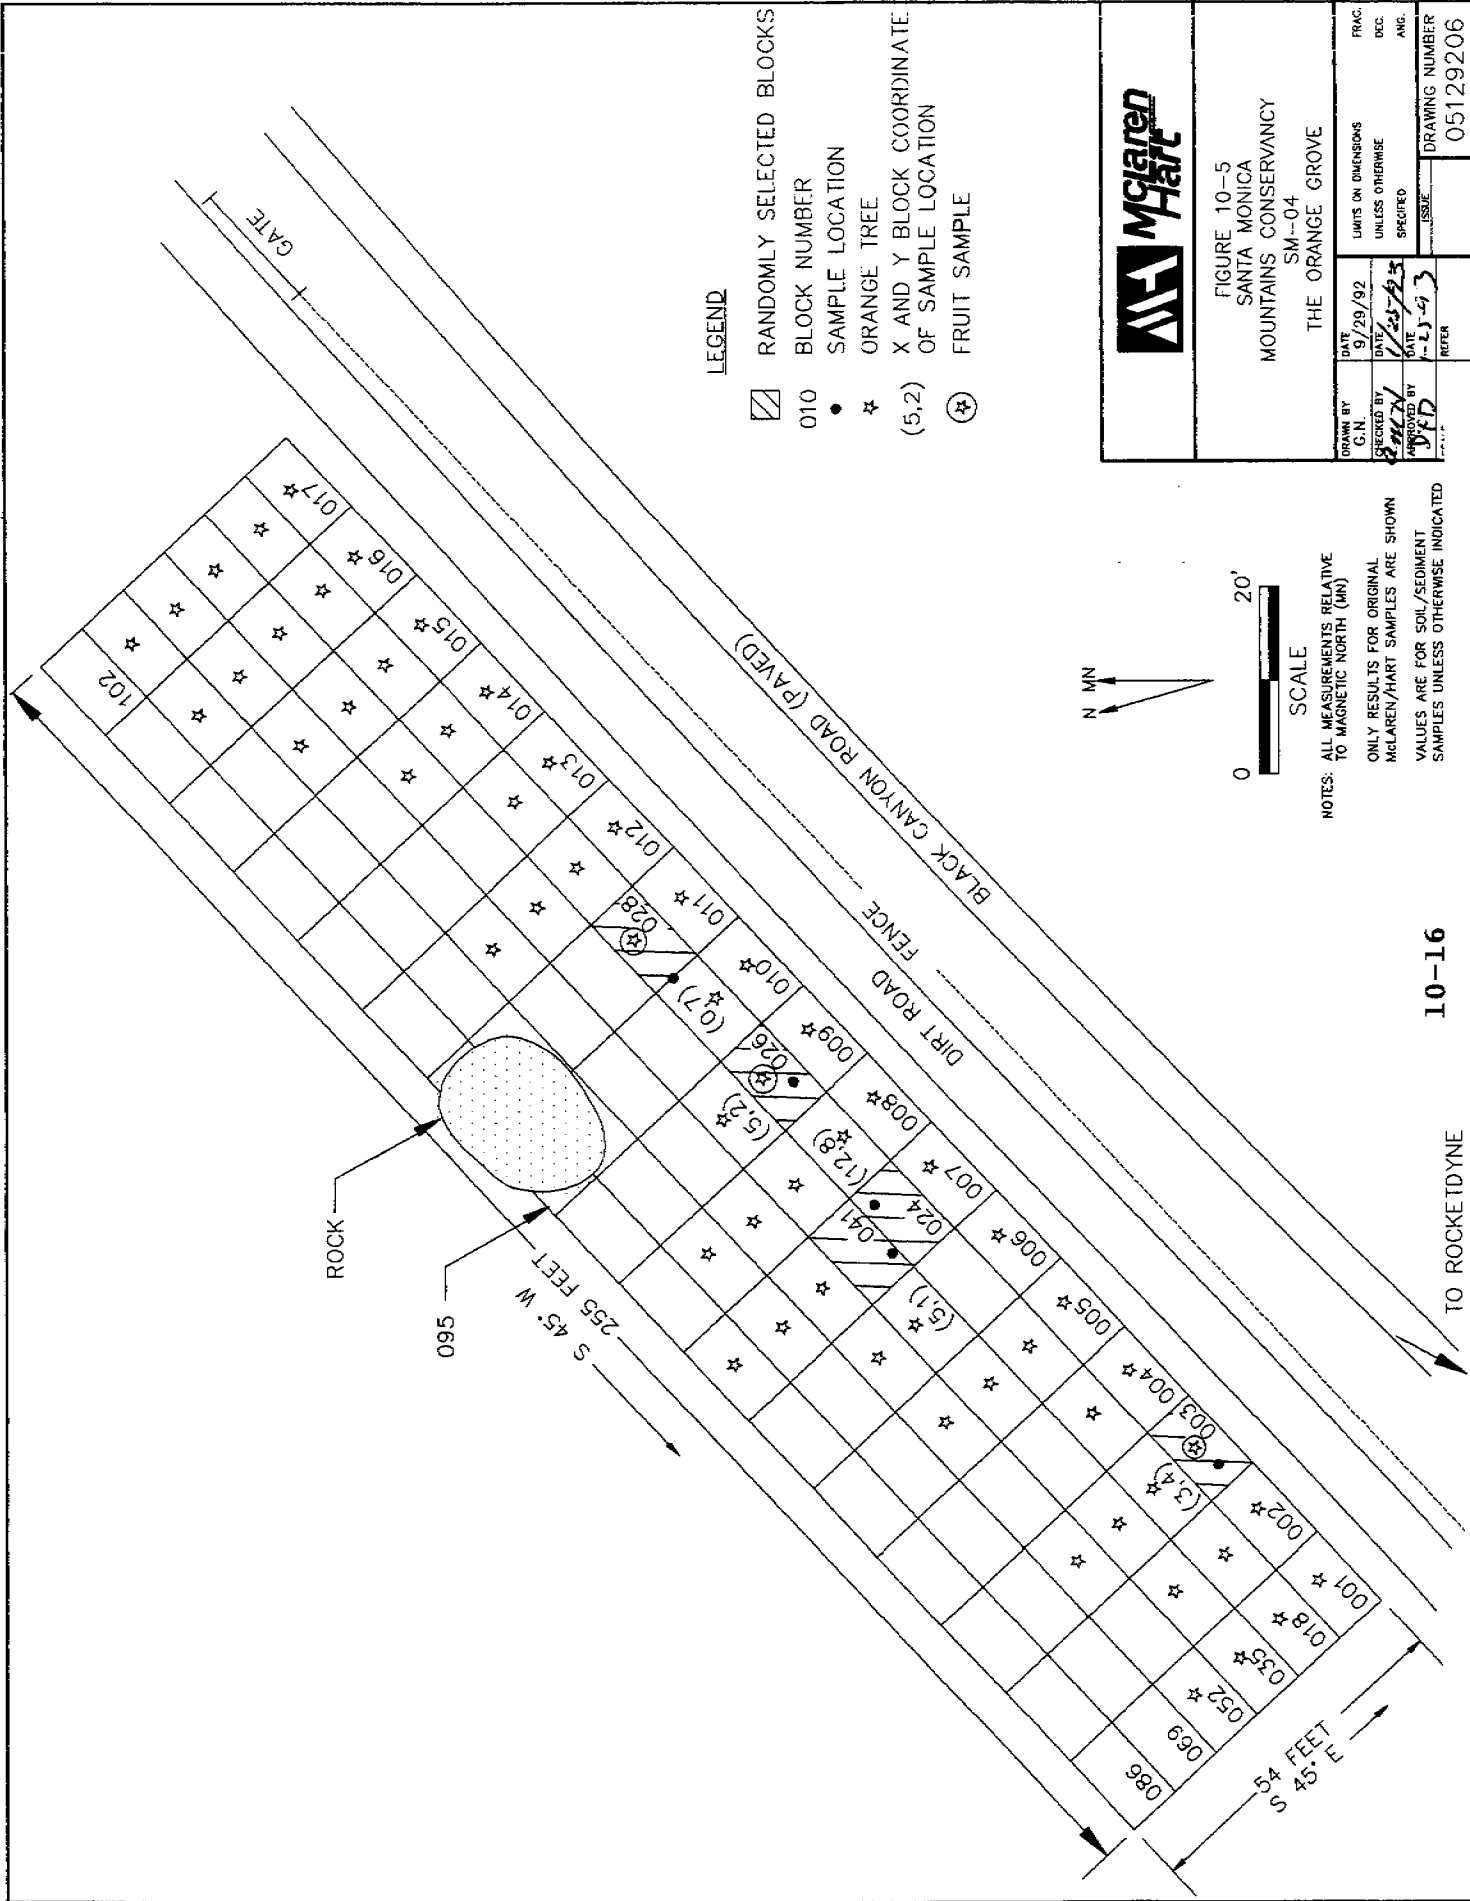 LEGEND
RANDOMLY SELECTED BLOCKS
010 BLOCK NUMBER
SAMPLE LOCATION
ORANGE TREE
(5,2) X AND Y BLOCK COORDINATE
OF SAMPLE LOCATION
FRUIT SAMPLE
GATE
102
017
016
015
014
013
012
011
010
009
008
007
006
005
004
003
002
001
018
035
052
069
086
028
(0,7)
026
(5,2)
(12,8)
024
041
(5,1)
(3,4)
ROCK
095
S 45° W
255 FEET
54 FEET
S 45° E
DIRT ROAD
FENCE
BLACK CANYON ROAD (PAVED)
TO ROCKETDYNE
N MN
0 20'
SCALE
NOTES: ALL MEASUREMENTS RELATIVE
TO MAGNETIC NORTH (MN)
ONLY RESULTS FOR ORIGINAL
McLAREN/HART SAMPLES ARE SHOWN
VALUES ARE FOR SOIL/SEDIMENT
SAMPLES UNLESS OTHERWISE INDICATED
McLaren
Hart
FIGURE 10-5
SANTA MONICA
MOUNTAINS CONSERVANCY
SM-04
THE ORANGE GROVE
DRAWN BY
G.N.
DATE
9/29/92
CHECKED BY
DATE
1/25/93
APPROVED BY
DFD
DATE
1-25-93
REFER
LIMITS ON DIMENSIONS
UNLESS OTHERWISE
SPECIFIED
FRAC.
DEC.
ANG.
ISSUE
DRAWING NUMBER
05129206
10-16